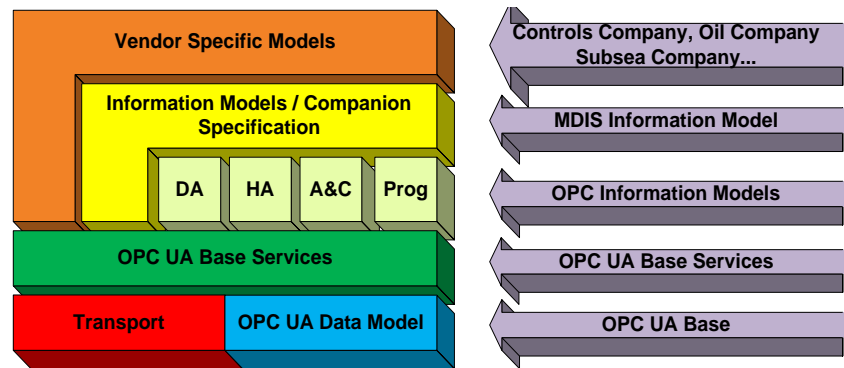 Vendor Specific Models
Controls Company, Oil Company
Subsea Company...
Information Models / Companion
Specification
MDIS Information Model
DA
HA
A&C
Prog
OPC Information Models
OPC UA Base Services
OPC UA Base Services
Transport
OPC UA Data Model
OPC UA Base